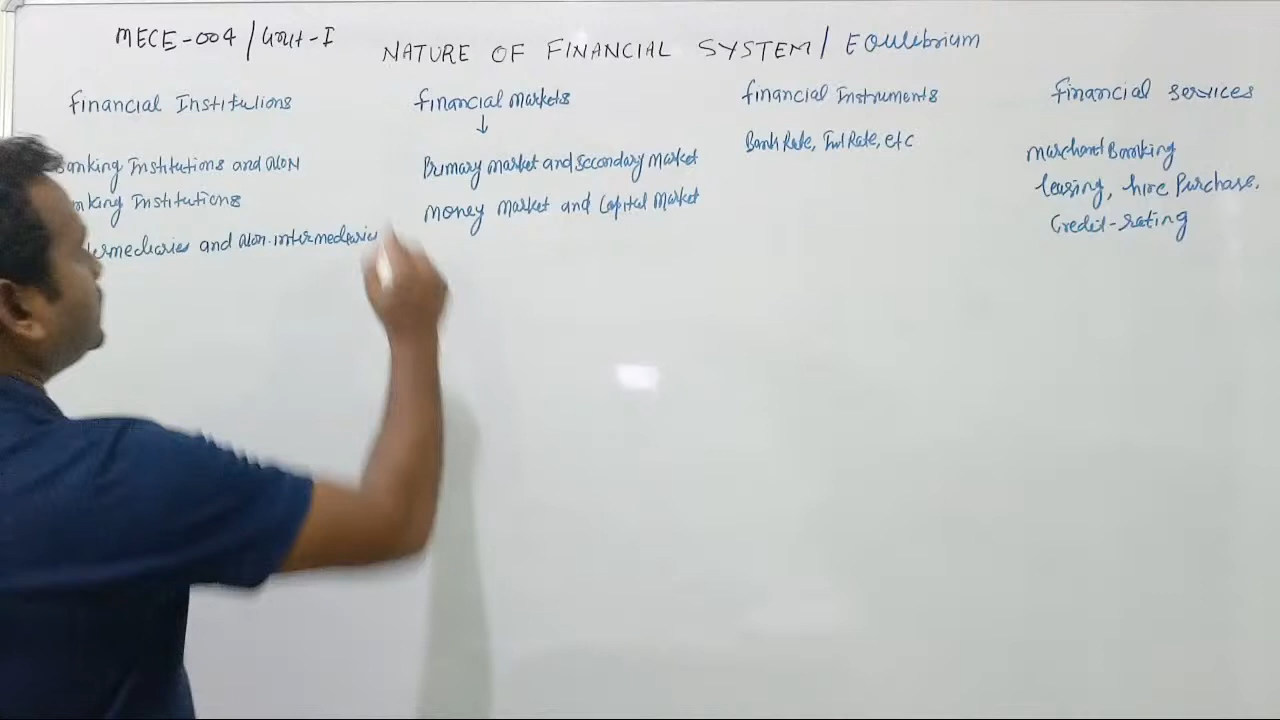 MECE-004/Unit-I
NATURE OF FINANCIAL SYSTEM/ Equilibrium
Financial Institutions
Banking Institutions and Non
Banking Institutions
Intermediaries and Non-intermediaries
Financial Markets
↓
Primary market and Secondary Market
Money Market and Capital Market
Financial Instruments
Bank Rate, Int Rate, etc
Financial Services
Marchant Banking
leasing, hire Purchase.
Credit-rating